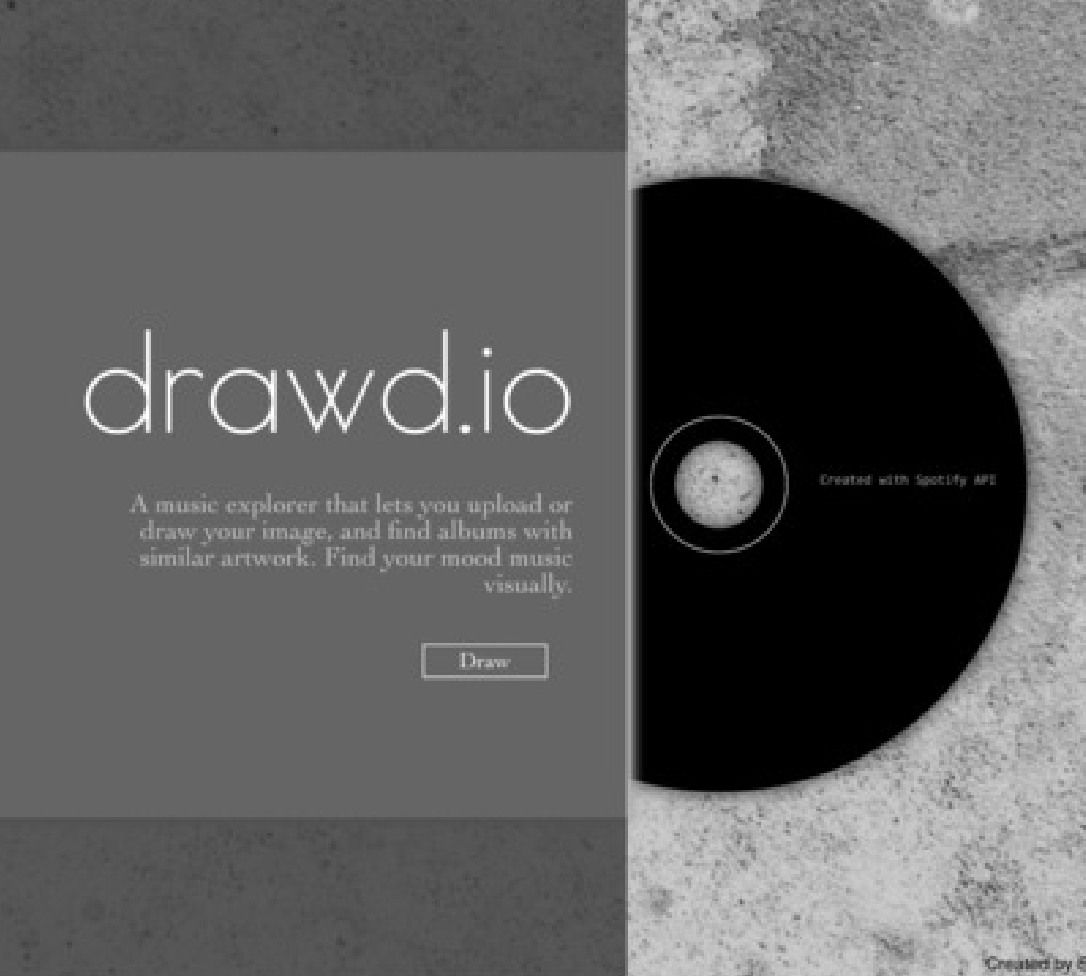 drawd.io
A music explorer that lets you upload or
draw your image, and find albums with
similar artwork. Find your mood music
visually.
Draw
Created with Spotify API
Created by